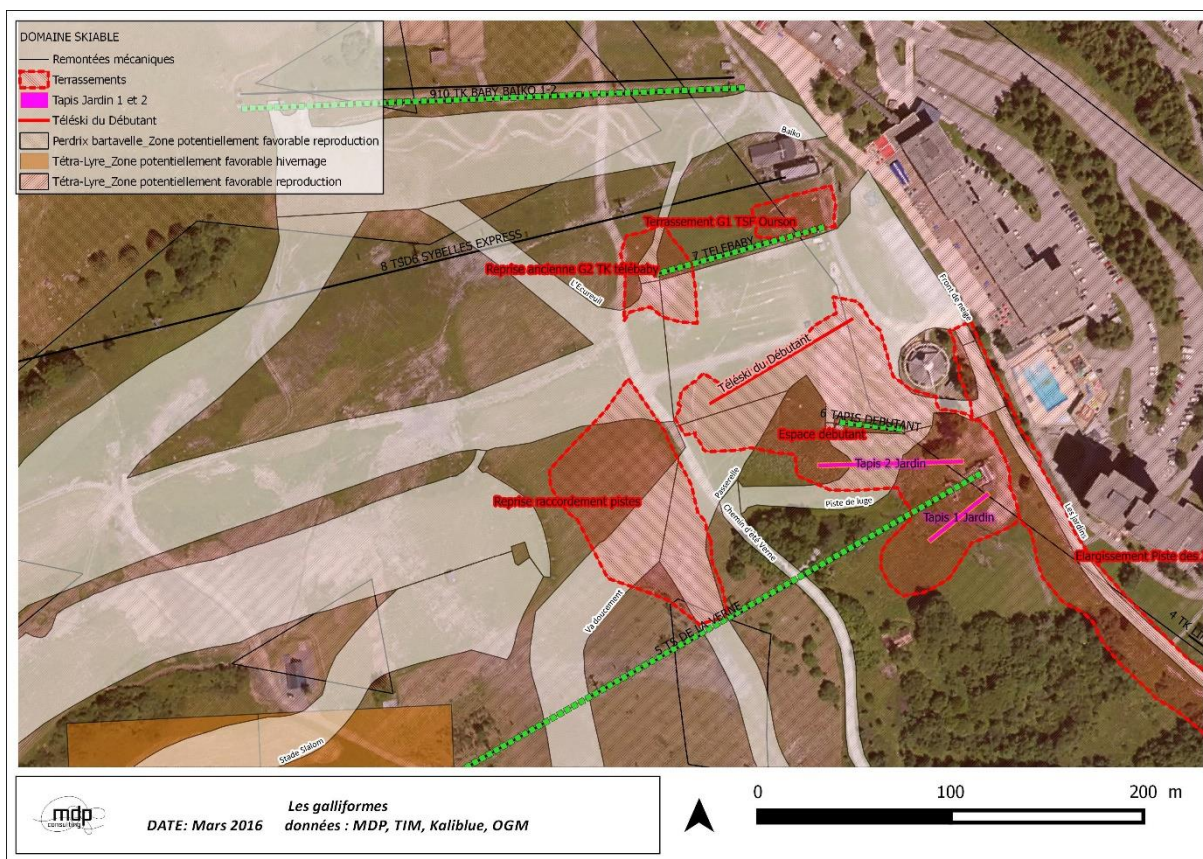 DOMAINE SKIABLE
Remontées mécaniques
Terrassements
Tapis Jardin 1 et 2
Téléski du Débutant
Perdrix bartavelle_Zone potentiellement favorable reproduction
Tétra-Lyre_Zone potentiellement favorable hivernage
Tétra-Lyre_Zone potentiellement favorable reproduction
910 TK BABY BAIKO 1-2
Baiko
Terrassement G1 TSF Ourson
8 TSD6 SYBELLES EXPRESS
7 TELEBABY
Reprise ancienne G2 TK télébaby
L'Ecureuil
Front de neige
Téléski du Débutant
6 TAPIS DEBUTANT
Espace débutant
Tapis 2 Jardin
Reprise raccordement pistes
Passerelle
Piste de luge
Chemin d'été Verne
Tapis 1 Jardin
Les jardins
Elargissement Piste des
Va doucement
5 TS DE LA VERNE
4 TK
Stade Slalom
mdp
consulting
Les galliformes
DATE: Mars 2016 données : MDP, TIM, Kaliblue, OGM
0 100 200 m